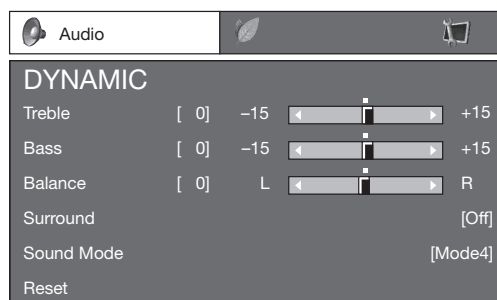 Audio
DYNAMIC
Treble [ 0] –15 +15
Bass [ 0] –15 +15
Balance [ 0] L R
Surround [Off]
Sound Mode [Mode4]
Reset